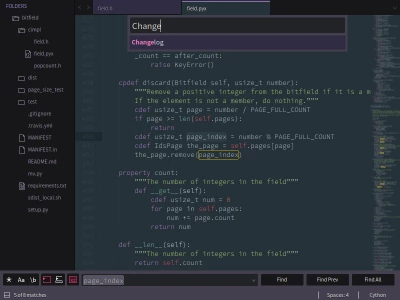 FOLDERS
bitfield
cimpl
field.h
field.pyx
popcount.h
dist
page_size_test
test
.gitignore
.travis.yml
MANIFEST
MANIFEST.in
README.md
requirements.txt
sdist_local.sh
setup.py
field.h
field.pyx
Change
Changelog
_count == after_count:
raise KeyError()
cpdef discard(Bitfield self, usize_t number):
"""Remove a positive integer from the bitfield if it is a m
If the element is not a member, do nothing."""
cdef usize_t page = number / PAGE_FULL_COUNT
if page >= len(self.pages):
return
cdef usize_t page_index = number % PAGE_FULL_COUNT
cdef IdsPage the_page = self.pages[page]
the_page.remove(page_index)
property count:
"""The number of integers in the field"""
def __get__(self):
cdef usize_t num = 0
for page in self.pages:
num += page.count
return num
def __len__(self):
"""The number of integers in the field"""
return self.count
Aa
page_index
Find
Find Prev
Find All
5 of 6 matches
Spaces: 4
Cython